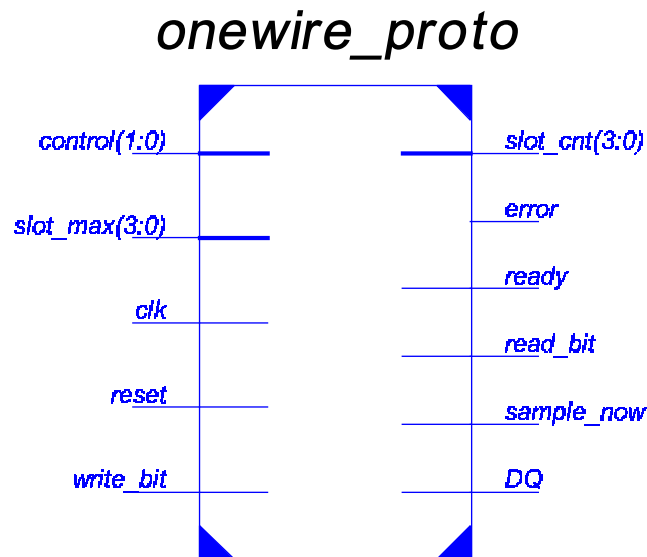 onewire_proto
control(1:0)
slot_max(3:0)
clk
reset
write_bit
slot_cnt(3:0)
error
ready
read_bit
sample_now
DQ